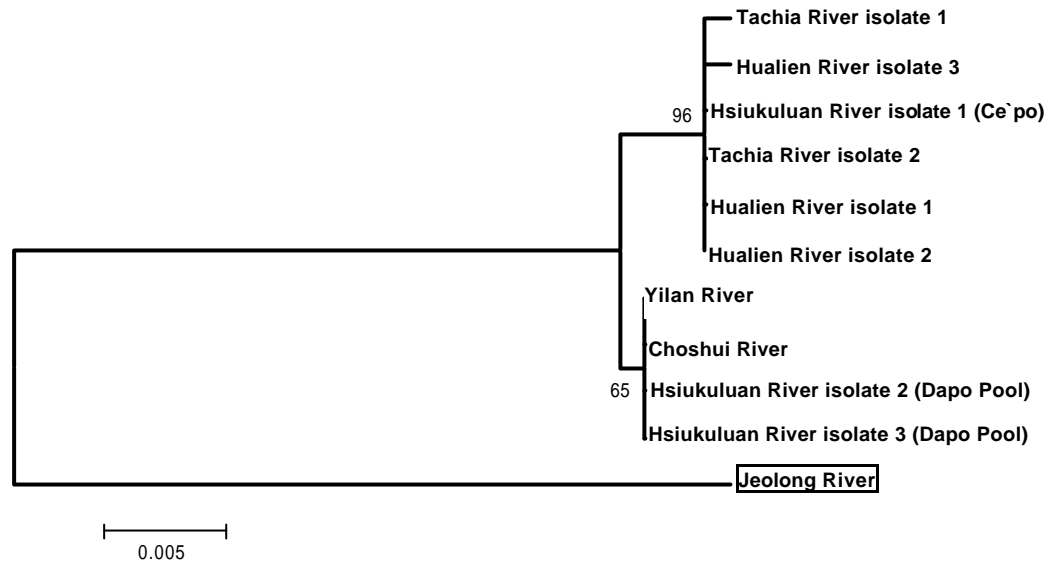 Tachia River isolate 1
Hualien River isolate 3
96
Hsiukuluan River isolate 1 (Ce`po)
Tachia River isolate 2
Hualien River isolate 1
Hualien River isolate 2
Yilan River
Choshui River
65
Hsiukuluan River isolate 2 (Dapo Pool)
Hsiukuluan River isolate 3 (Dapo Pool)
Jeolong River
0.005